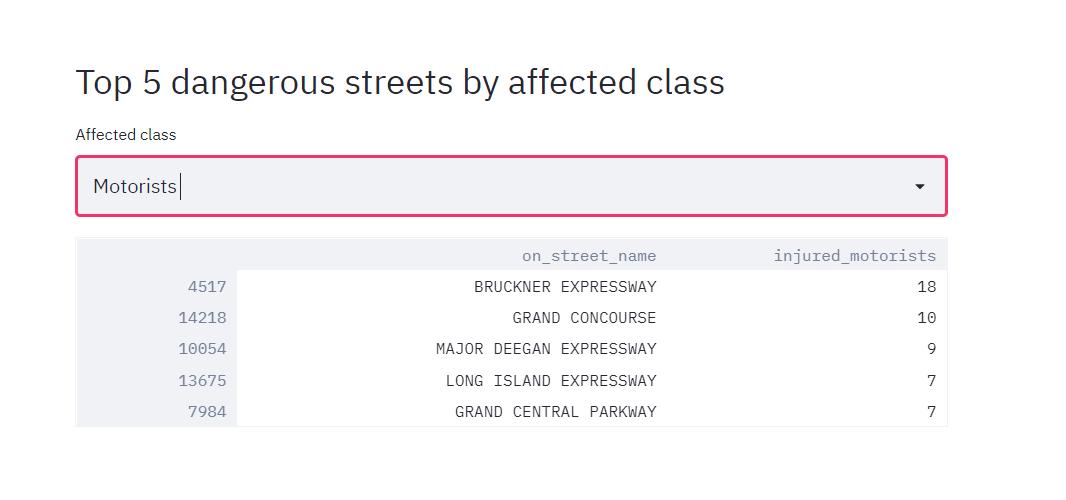 Top 5 dangerous streets by affected class
Affected class
Motorists
on_street_name injured_motorists
4517 BRUCKNER EXPRESSWAY 18
14218 GRAND CONCOURSE 10
10054 MAJOR DEEGAN EXPRESSWAY 9
13675 LONG ISLAND EXPRESSWAY 7
7984 GRAND CENTRAL PARKWAY 7